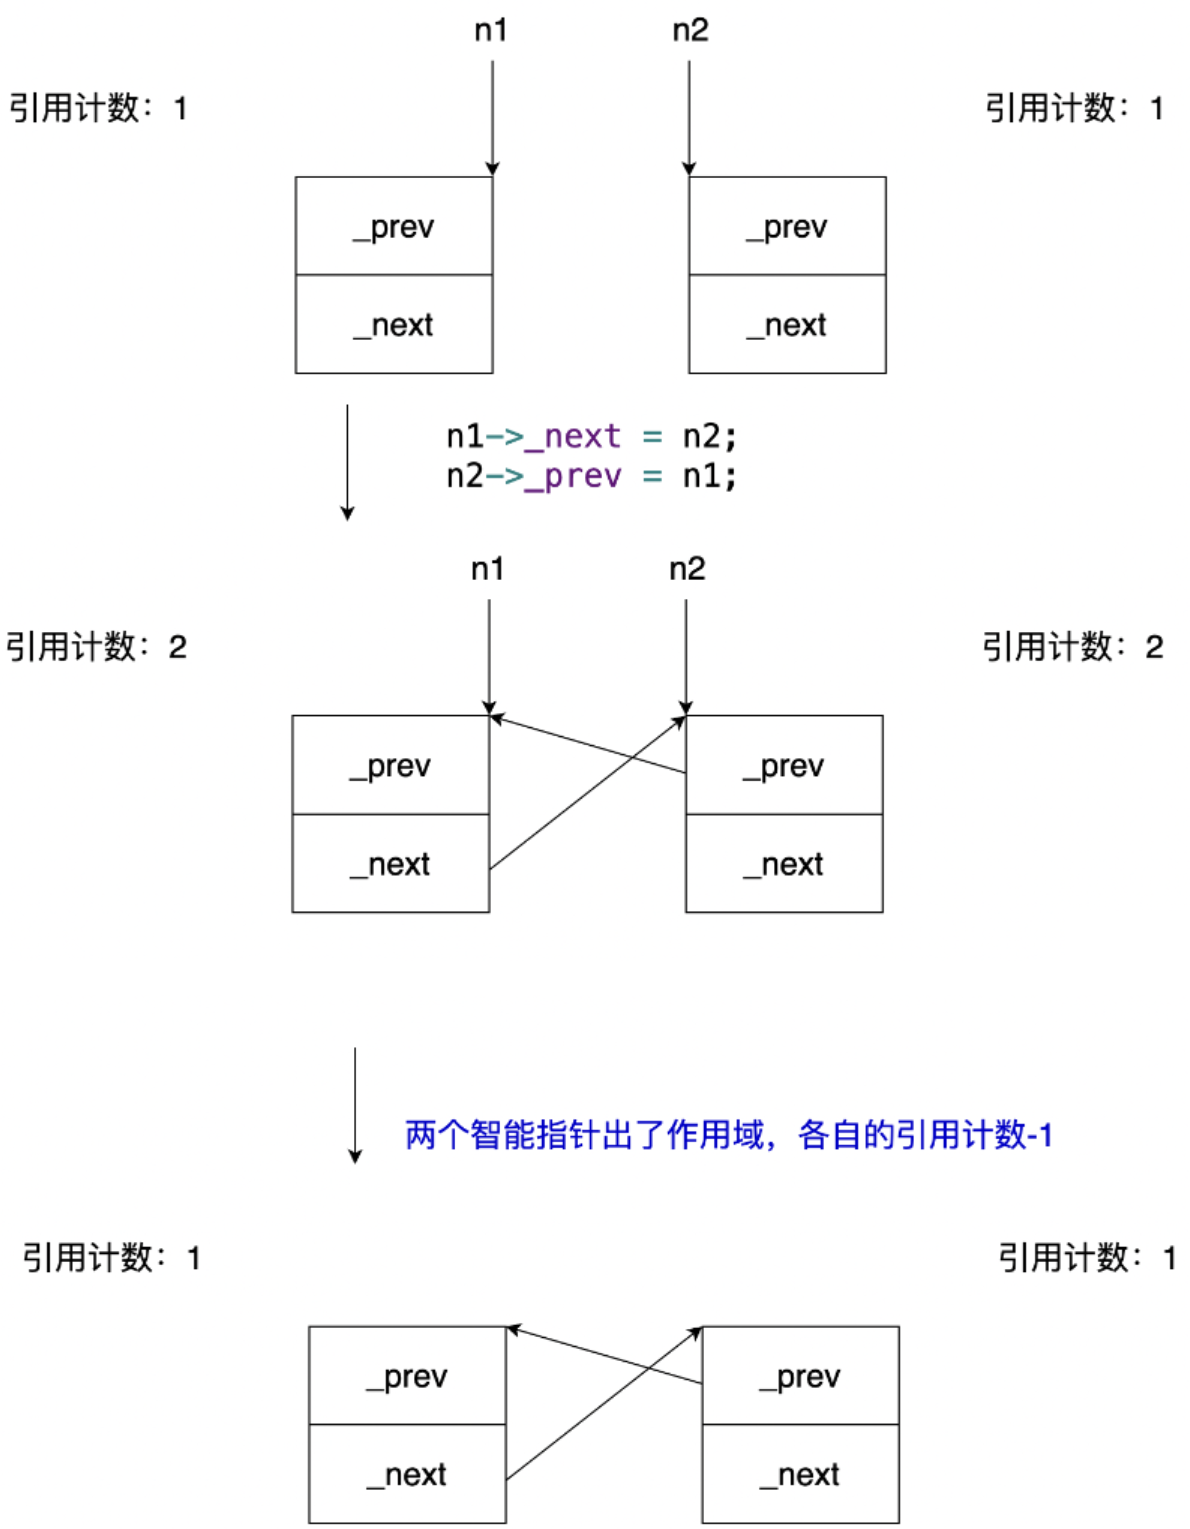 n1 n2
引用计数：1 引用计数：1
_prev _prev
_next _next
n1->_next = n2;
n2->_prev = n1;
n1 n2
引用计数：2 引用计数：2
_prev _prev
_next _next
两个智能指针出了作用域，各自的引用计数-1
引用计数：1 引用计数：1
_prev _prev
_next _next